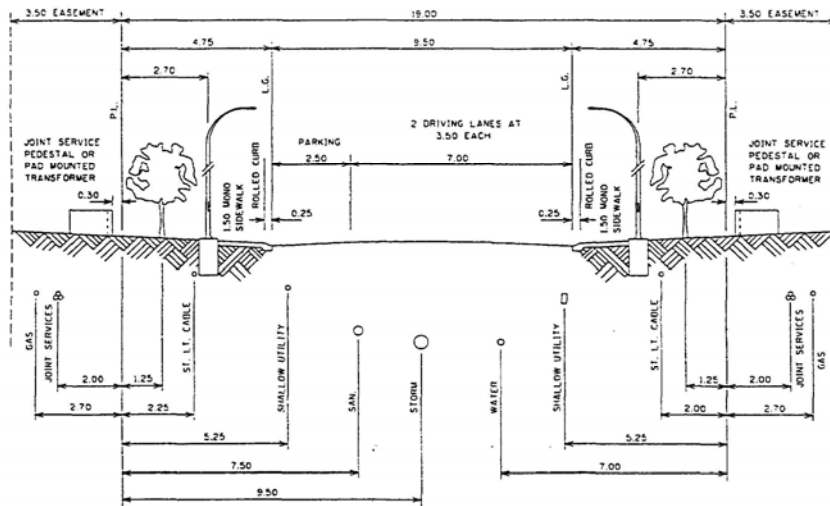 3.50 EASEMENT
19.00
3.50 EASEMENT
4.75
9.50
4.75
2.70
2.70
P.L.
L.G.
L.G.
P.L.
JOINT SERVICE
PEDESTAL OR
PAD MOUNTED
TRANSFORMER
0.30
1.50 MONO
SIDEWALK
ROLLED CURB
0.25
PARKING
2.50
2 DRIVING LANES AT
3.50 EACH
7.00
0.25
ROLLED CURB
1.50 MONO
SIDEWALK
JOINT SERVICE
PEDESTAL OR
PAD MOUNTED
TRANSFORMER
0.30
GAS
JOINT SERVICES
ST. LT. CABLE
SHALLOW UTILITY
SAN.
STORM
WATER
SHALLOW UTILITY
ST. LT. CABLE
JOINT SERVICES
GAS
2.00
1.25
1.25
2.00
2.70
2.25
2.00
2.70
5.25
5.25
7.50
7.00
9.50